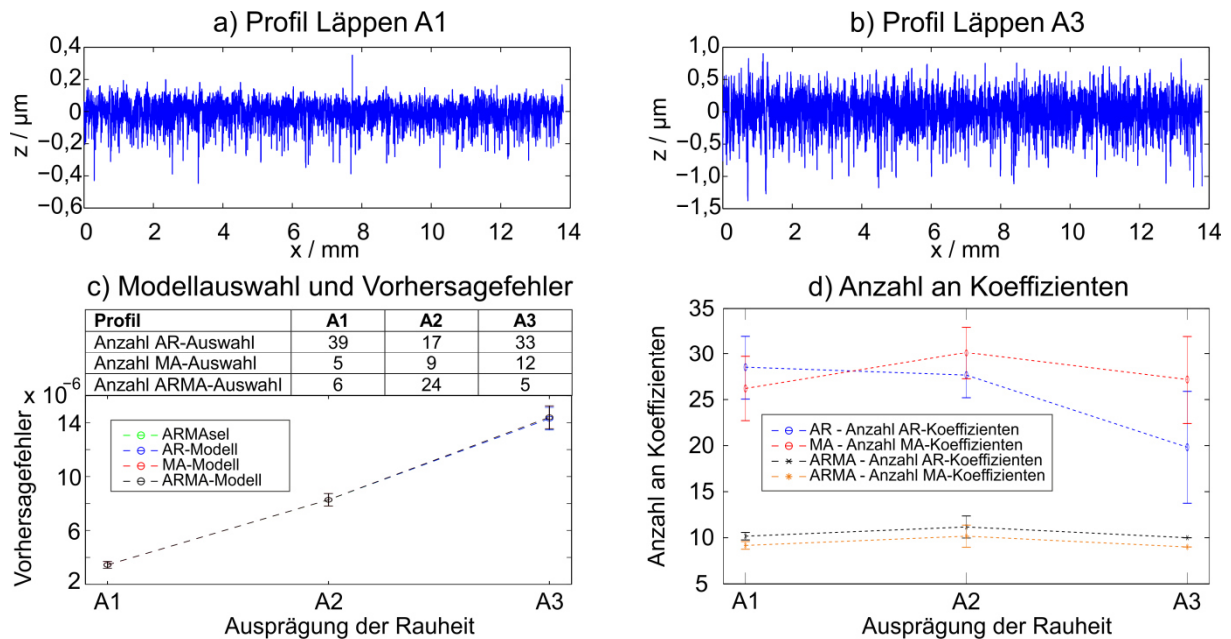 a) Profil Läppen A1
0,4
0,2
0
−0,2
−0,4
−0,6
z / µm
0 2 4 6 8 10 12 14
x / mm
b) Profil Läppen A3
1,0
0,5
0
−0,5
−1,0
−1,5
z / µm
0 2 4 6 8 10 12 14
x / mm
c) Modellauswahl und Vorhersagefehler
Profil A1 A2 A3
Anzahl AR-Auswahl 39 17 33
Anzahl MA-Auswahl 5 9 12
Anzahl ARMA-Auswahl 6 24 5
x 10⁻⁶
14
10
6
2
Vorhersagefehler
ARMAsel
AR-Modell
MA-Modell
ARMA-Modell
A1 A2 A3
Ausprägung der Rauheit
d) Anzahl an Koeffizienten
35
30
25
20
15
10
5
Anzahl an Koeffizienten
AR - Anzahl AR-Koeffizienten
MA - Anzahl MA-Koeffizienten
ARMA - Anzahl AR-Koeffizienten
ARMA - Anzahl MA-Koeffizienten
A1 A2 A3
Ausprägung der Rauheit